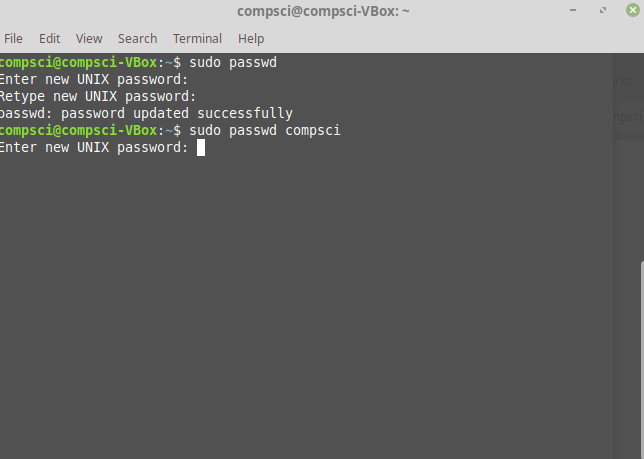 compsci@compsci-VBox: ~
File Edit View Search Terminal Help
compsci@compsci-VBox:~$ sudo passwd
Enter new UNIX password:
Retype new UNIX password:
passwd: password updated successfully
compsci@compsci-VBox:~$ sudo passwd compsci
Enter new UNIX password: